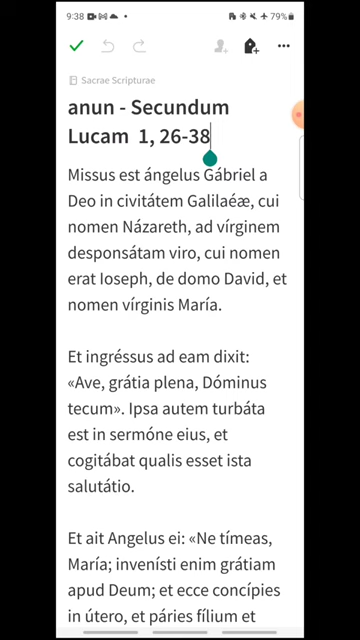 9:38 79%
Sacrae Scripturae
anun - Secundum
Lucam 1, 26-38
Missus est ángelus Gábriel a
Deo in civitátem Galilaéæ, cui
nomen Názareth, ad vírginem
desponsátam viro, cui nomen
erat Ioseph, de domo David, et
nomen vírginis María.
Et ingréssus ad eam dixit:
«Ave, grátia plena, Dóminus
tecum». Ipsa autem turbáta
est in sermóne eius, et
cogitábat qualis esset ista
salutátio.
Et ait Angelus ei: «Ne tímeas,
María; invenísti enim grátiam
apud Deum; et ecce concípies
in útero, et páries fílium et